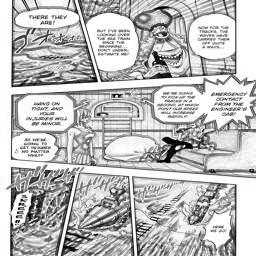 THERE THEY
ARE!
BUT I'VE BEEN
LOOKING OVER
THE SEA TRAIN
SINCE THE
BEGINNING...
DON'T UNDER-
ESTIMATE ME!
NOW FOR THE
TRACKS. THE
WAVES HAVE
CARRIED THEM
OFF QUITE
A WAYS...
HANG ON
TIGHT, AND
YOUR
INJURIES WILL
BE MINOR.
SO WE'RE
GOING TO
GET INJURED
NO MATTER
WHAT?
WE'RE GOING
TO PICK UP THE
TRACKS IN A
SECOND, AT WHICH
POINT OUR SPEED
WILL INCREASE
RAPIDLY!
EMERGENCY
CONTACT
FROM THE
ENGINEER'S
CAB!
HERE
WE GO!